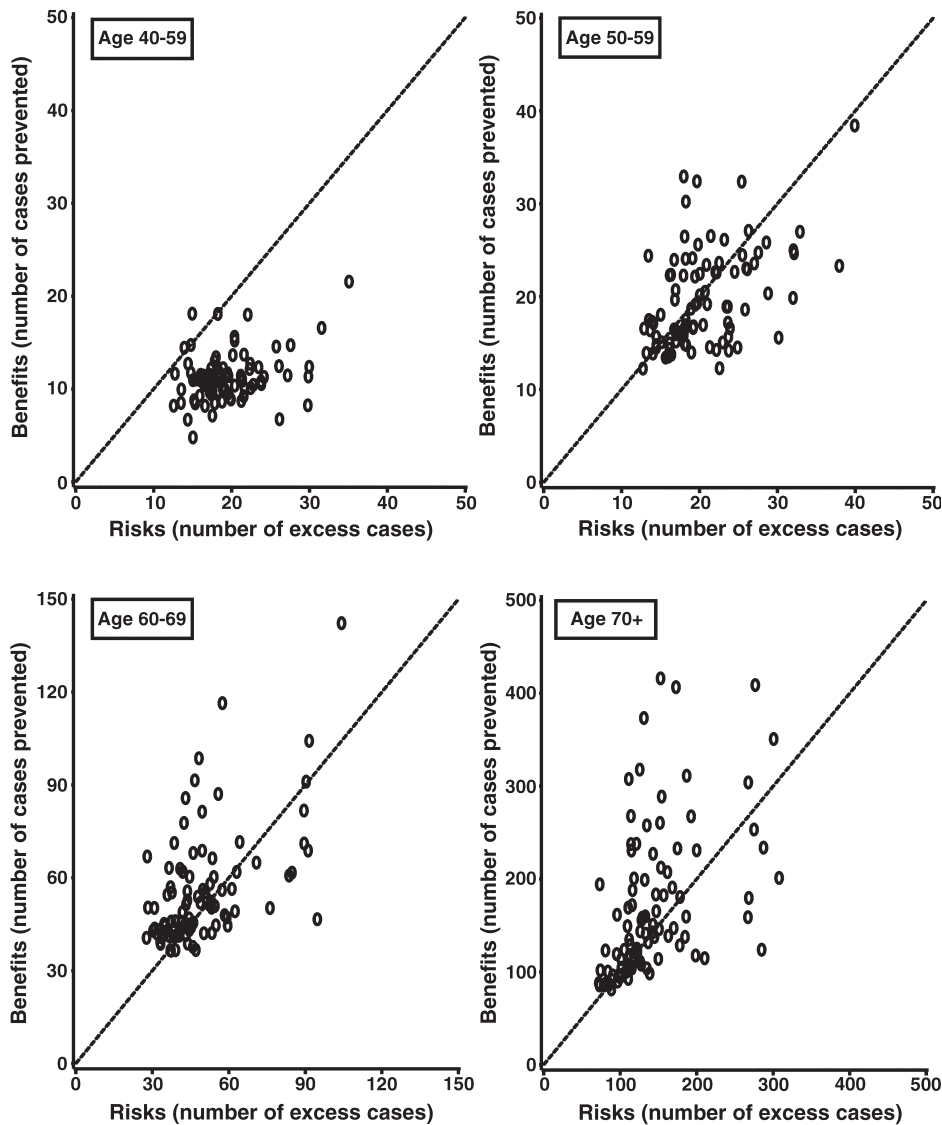 Age 40-59
Benefits (number of cases prevented)
50
40
30
20
10
0
0 10 20 30 40 50
Risks (number of excess cases)
Age 50-59
Benefits (number of cases prevented)
50
40
30
20
10
0
0 10 20 30 40 50
Risks (number of excess cases)
Age 60-69
Benefits (number of cases prevented)
150
120
90
60
30
0
0 30 60 90 120 150
Risks (number of excess cases)
Age 70+
Benefits (number of cases prevented)
500
400
300
200
100
0
0 100 200 300 400 500
Risks (number of excess cases)